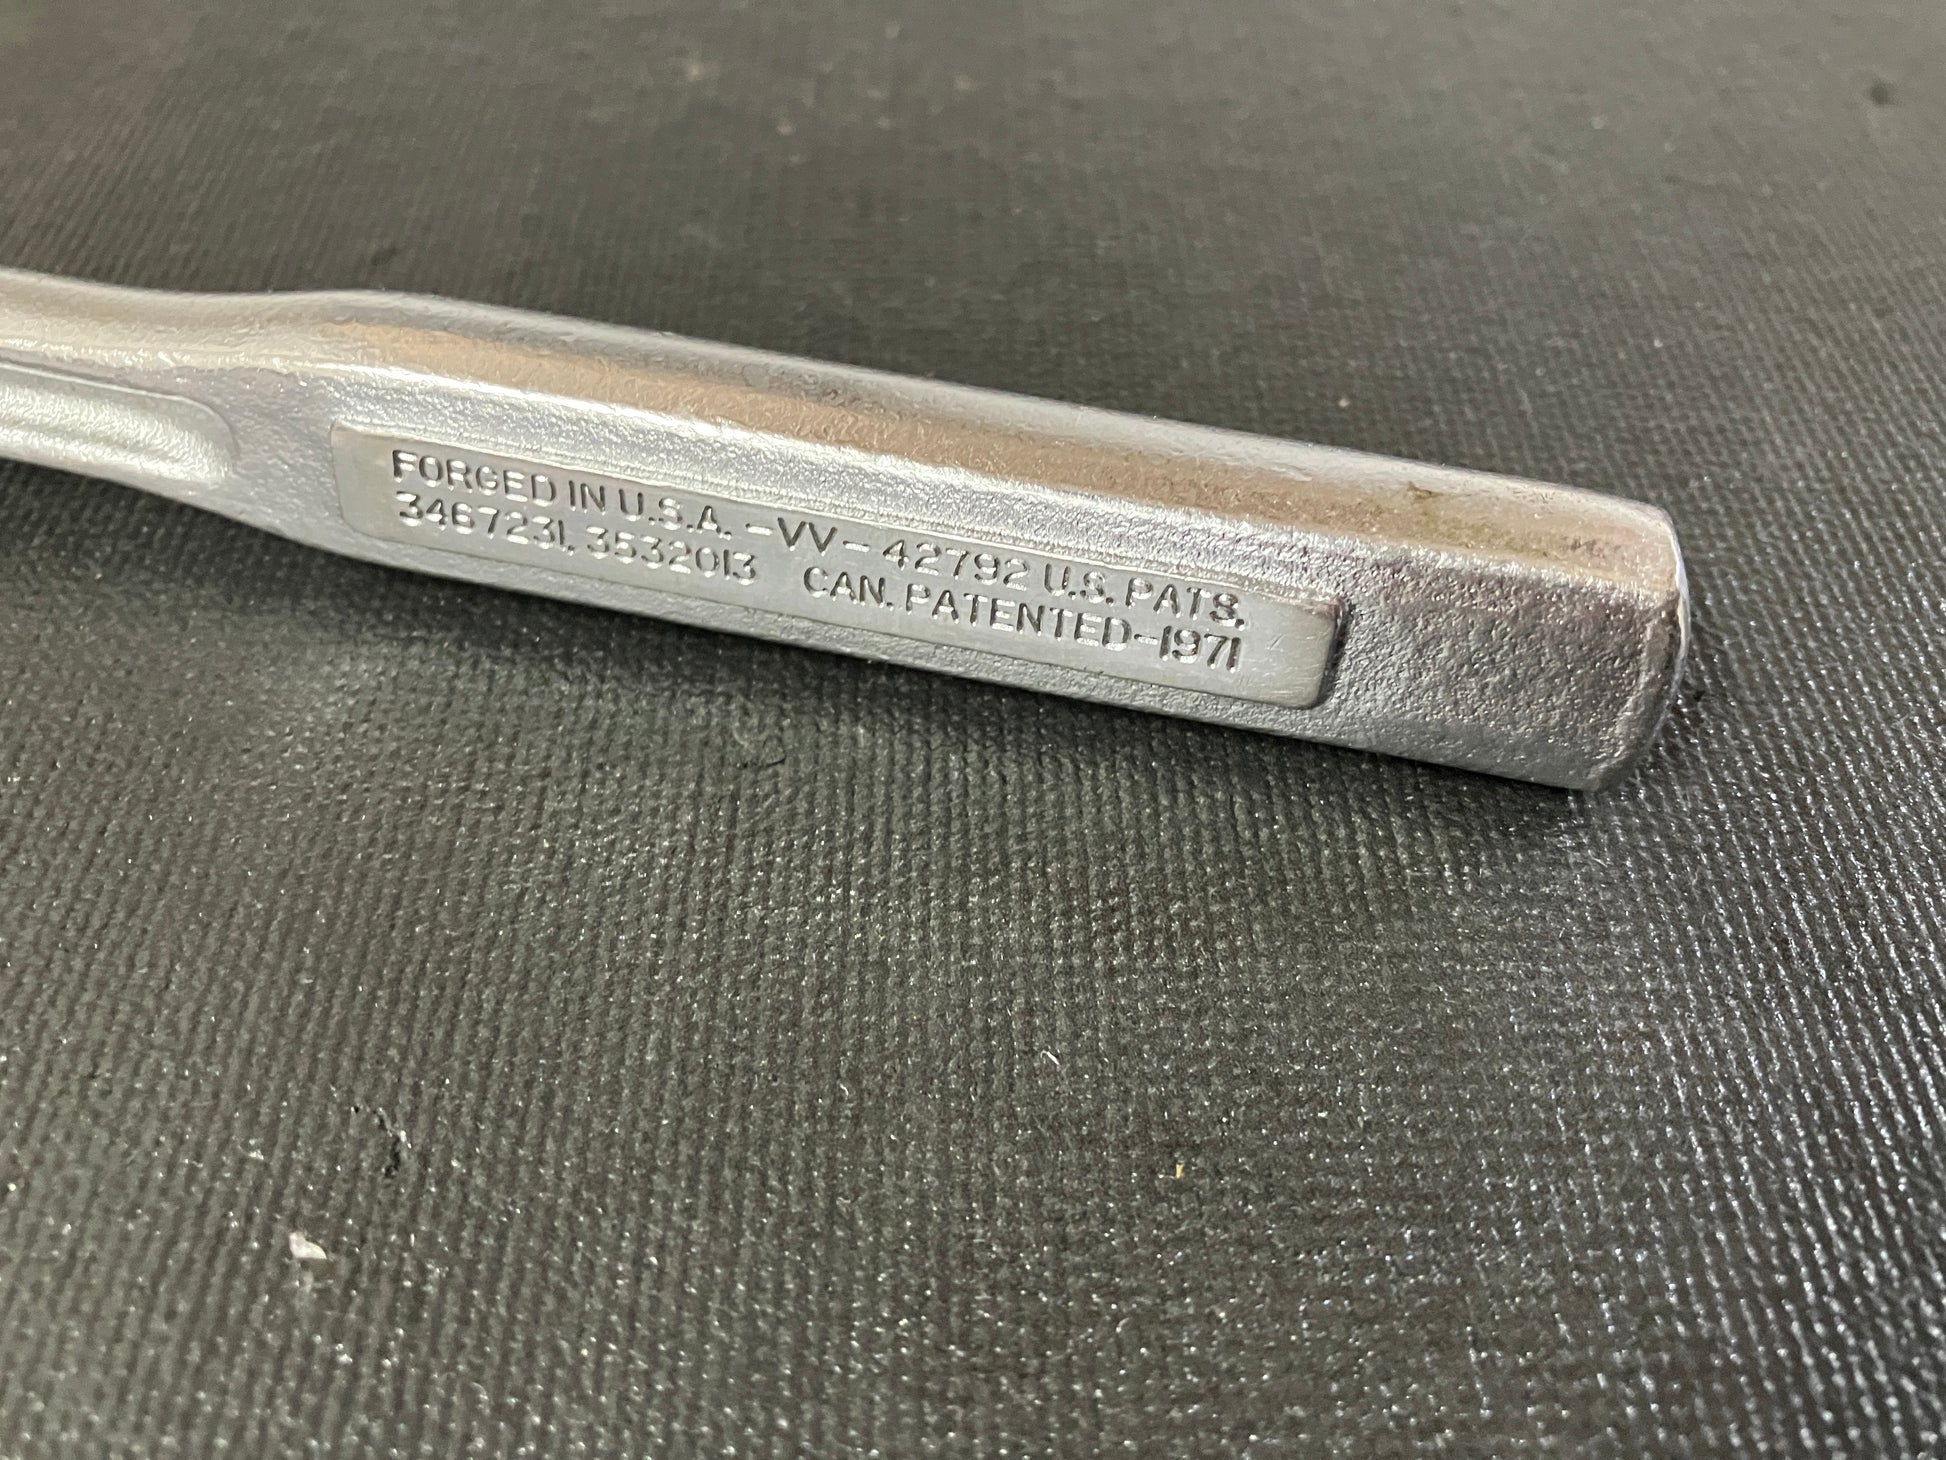 FORGED IN U.S.A. -VV- 42792 U.S. PATS.
3467231, 3532013 CAN. PATENTED-1971